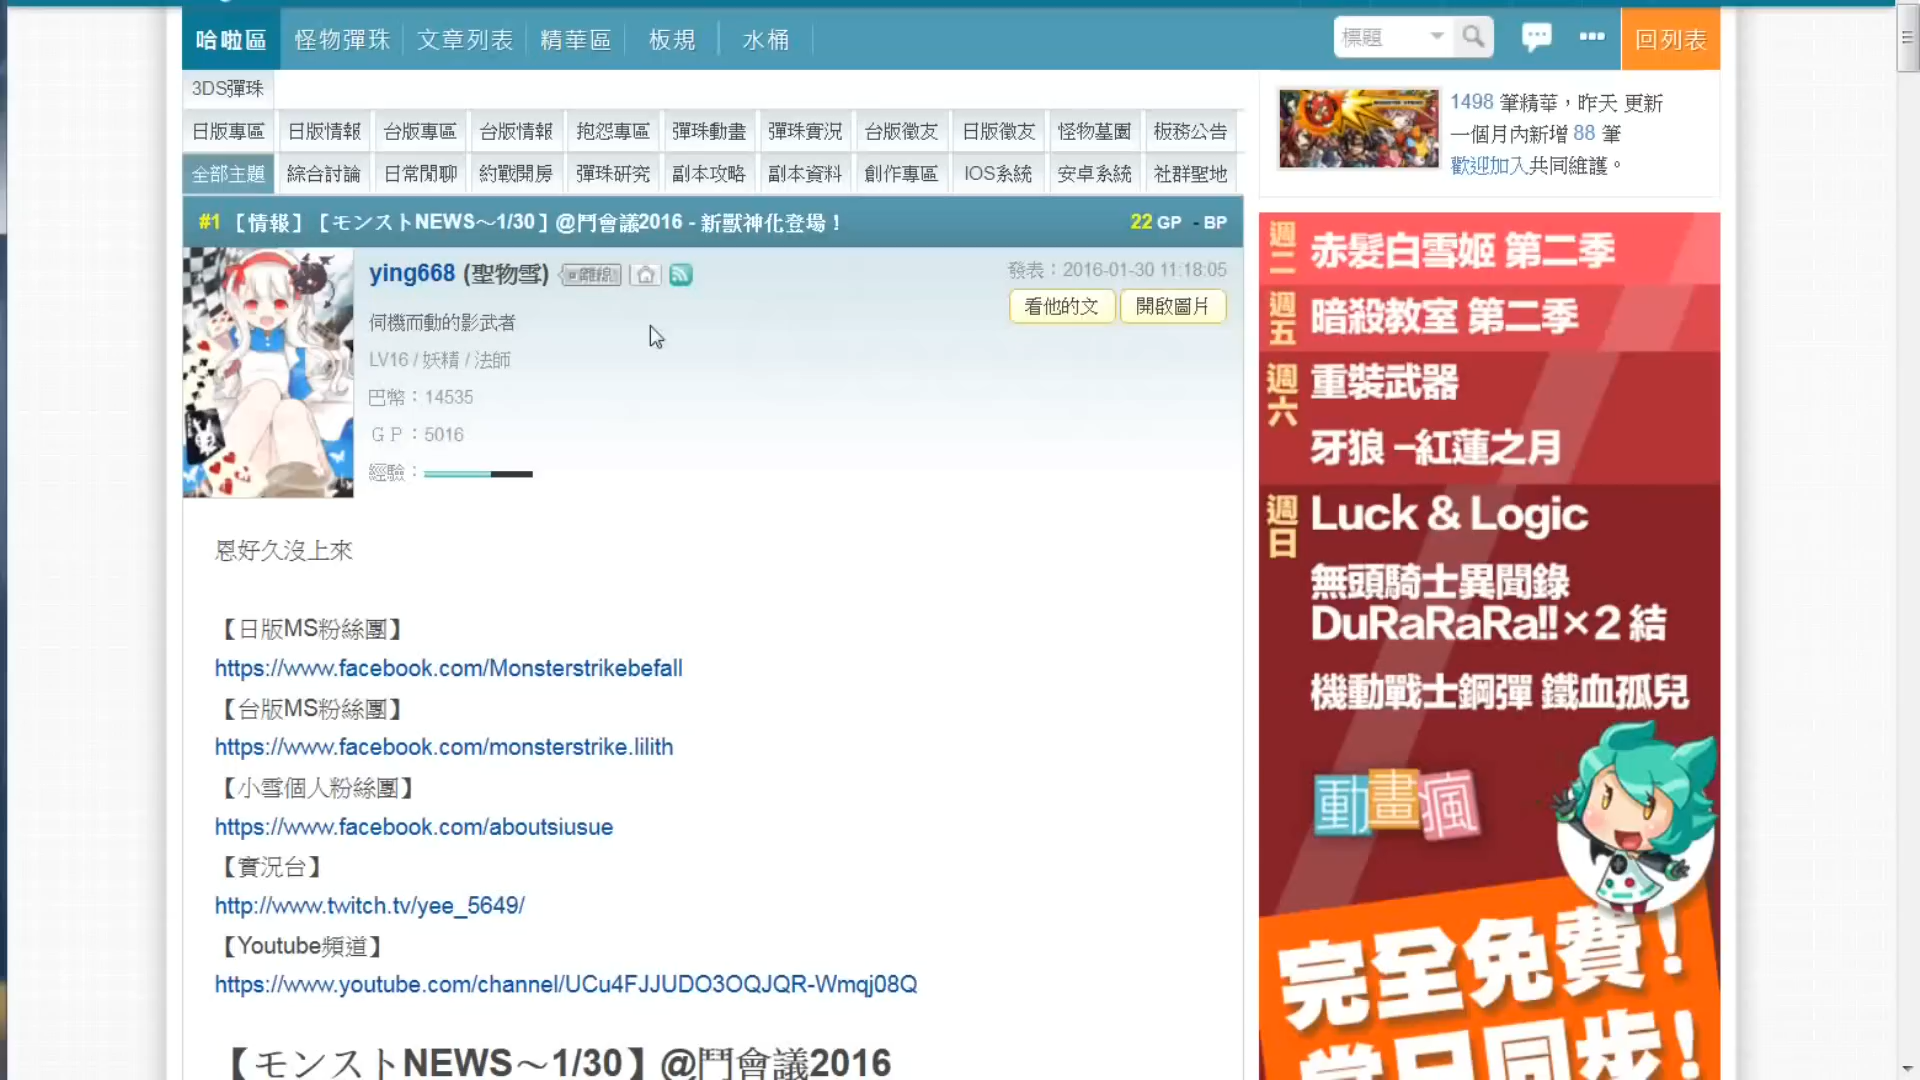 哈啦區 怪物彈珠 文章列表 精華區 板規 水桶 標題 回列表
3DS彈珠
日版專區 日版情報 台版專區 台版情報 抱怨專區 彈珠動畫 彈珠實況 台版徵友 日版徵友 怪物墓園 板務公告
全部主題 綜合討論 日常閒聊 約戰開房 彈珠研究 副本攻略 副本資料 創作專區 IOS系統 安卓系統 社群聖地
#1 【情報】【モンストNEWS～1/30】@鬥會議2016 - 新獸神化登場！ 22 GP - BP
ying668 (聖物雪) 離線
發表：2016-01-30 11:18:05
看他的文 開啟圖片
伺機而動的影武者
LV16 / 妖精 / 法師
巴幣：14535
ＧＰ：5016
經驗：
恩好久沒上來
【日版MS粉絲團】
https://www.facebook.com/Monsterstrikebefall
【台版MS粉絲團】
https://www.facebook.com/monsterstrike.lilith
【小雪個人粉絲團】
https://www.facebook.com/aboutsiusue
【實況台】
http://www.twitch.tv/yee_5649/
【Youtube頻道】
https://www.youtube.com/channel/UCu4FJJUDO3OQJQR-Wmqj08Q
【モンストNEWS～1/30】@鬥會議2016
1498 筆精華，昨天 更新
一個月內新增 88 筆
歡迎加入共同維護。
週二 赤髮白雪姬 第二季
週五 暗殺教室 第二季
週六 重裝武器
牙狼 –紅蓮之月
週日 Luck & Logic
無頭騎士異聞錄
DuRaRaRa!!×2 結
機動戰士鋼彈 鐵血孤兒
動畫瘋
完全免費！
當日同步！